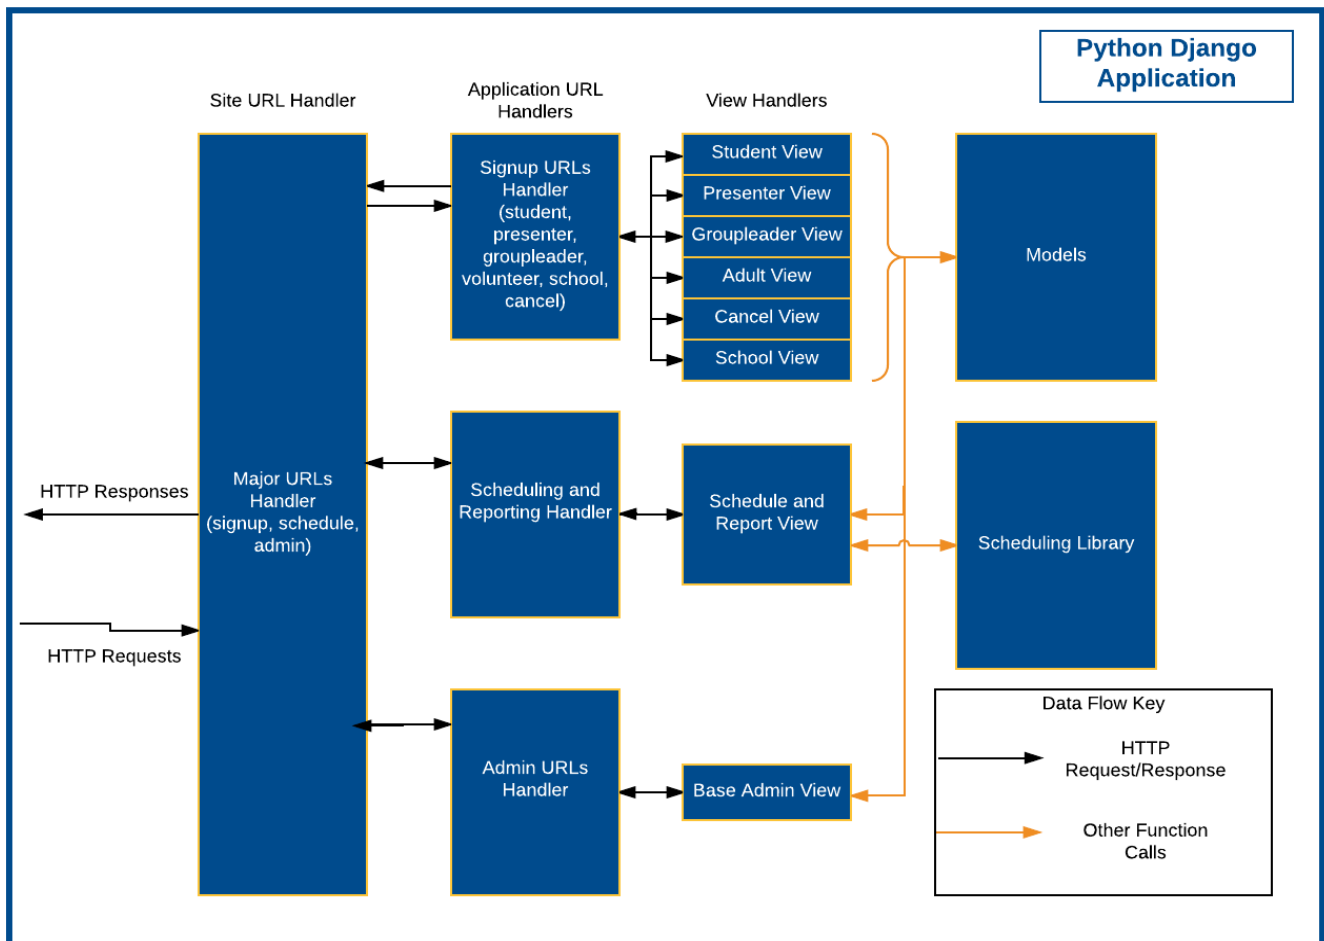 Python Django
Application
Site URL Handler
Application URL
Handlers
View Handlers
Signup URLs
Handler
(student,
presenter,
groupleader,
volunteer, school,
cancel)
Student View
Presenter View
Groupleader View
Adult View
Cancel View
School View
Models
HTTP Responses
HTTP Requests
Major URLs
Handler
(signup, schedule,
admin)
Scheduling and
Reporting Handler
Schedule and
Report View
Scheduling Library
Admin URLs
Handler
Base Admin View
Data Flow Key
HTTP
Request/Response
Other Function
Calls